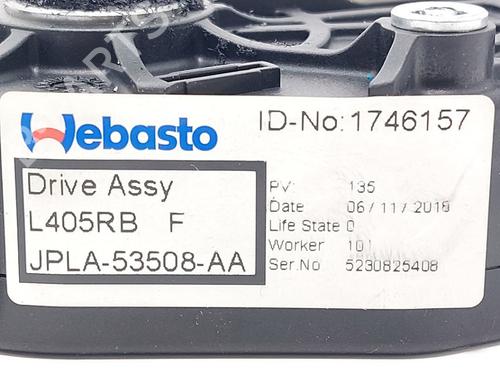 Webasto
ID-No: 1746157
Drive Assy
L405RB F
JPLA-53508-AA
PV: 135
Date 06/11/2018
Life State 0
Worker 101
Ser.No 5230825408